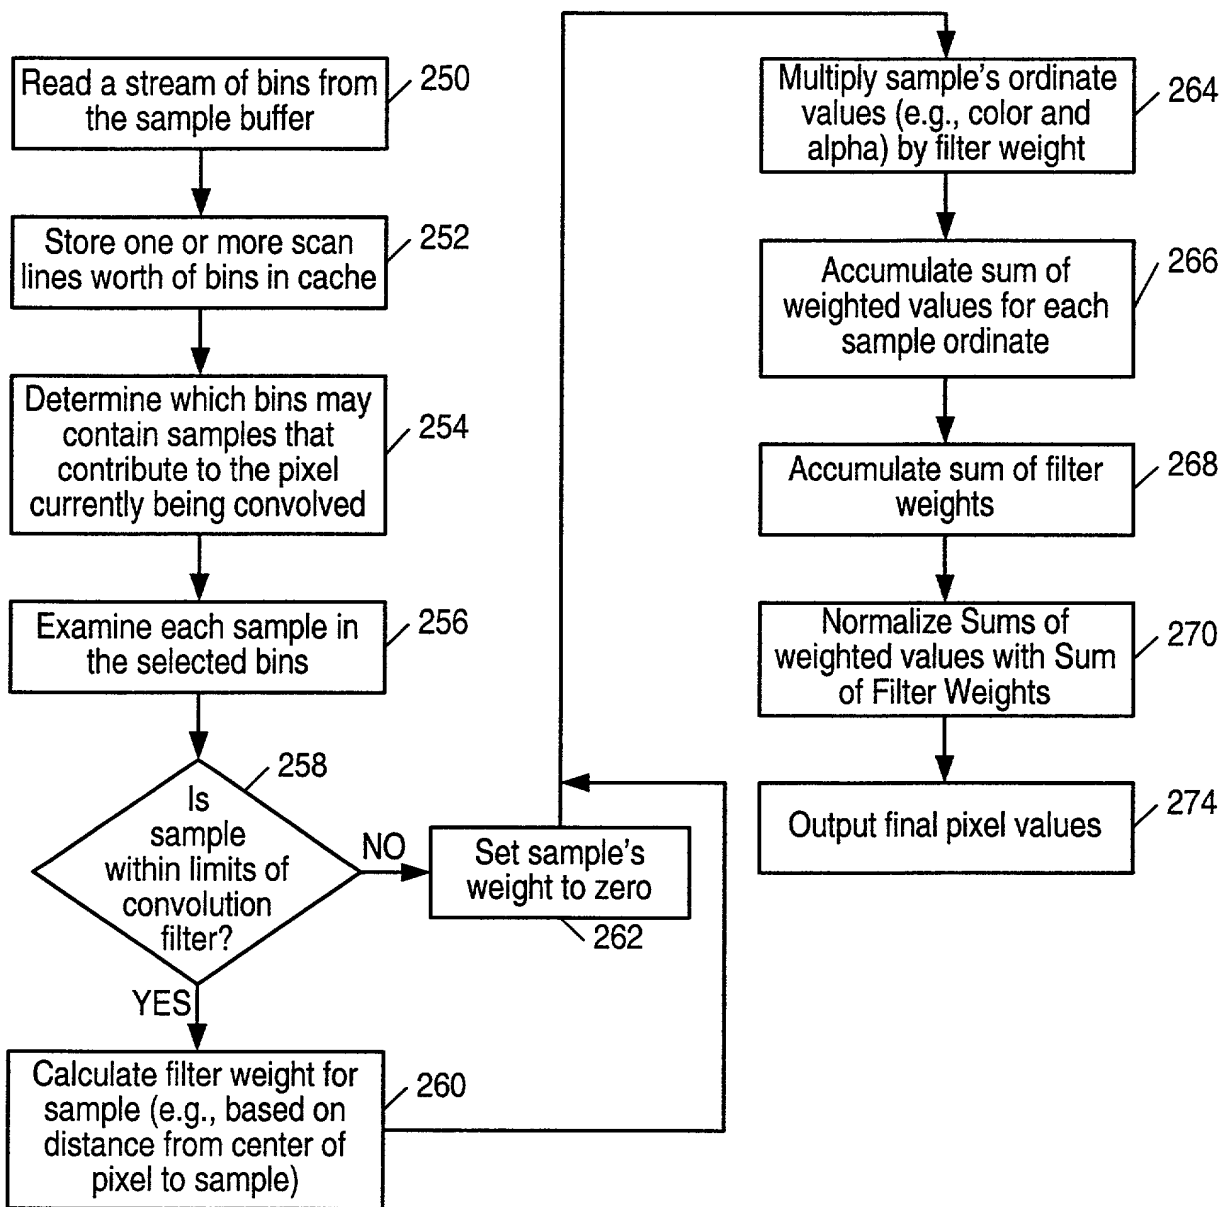 Read a stream of bins from
the sample buffer
250
Store one or more scan
lines worth of bins in cache
252
Determine which bins may
contain samples that
contribute to the pixel
currently being convolved
254
Examine each sample in
the selected bins
256
Is
sample
within limits of
convolution
filter?
258
NO
Set sample's
weight to zero
262
YES
Calculate filter weight for
sample (e.g., based on
distance from center of
pixel to sample)
260
Multiply sample's ordinate
values (e.g., color and
alpha) by filter weight
264
Accumulate sum of
weighted values for each
sample ordinate
266
Accumulate sum of filter
weights
268
Normalize Sums of
weighted values with Sum
of Filter Weights
270
Output final pixel values
274